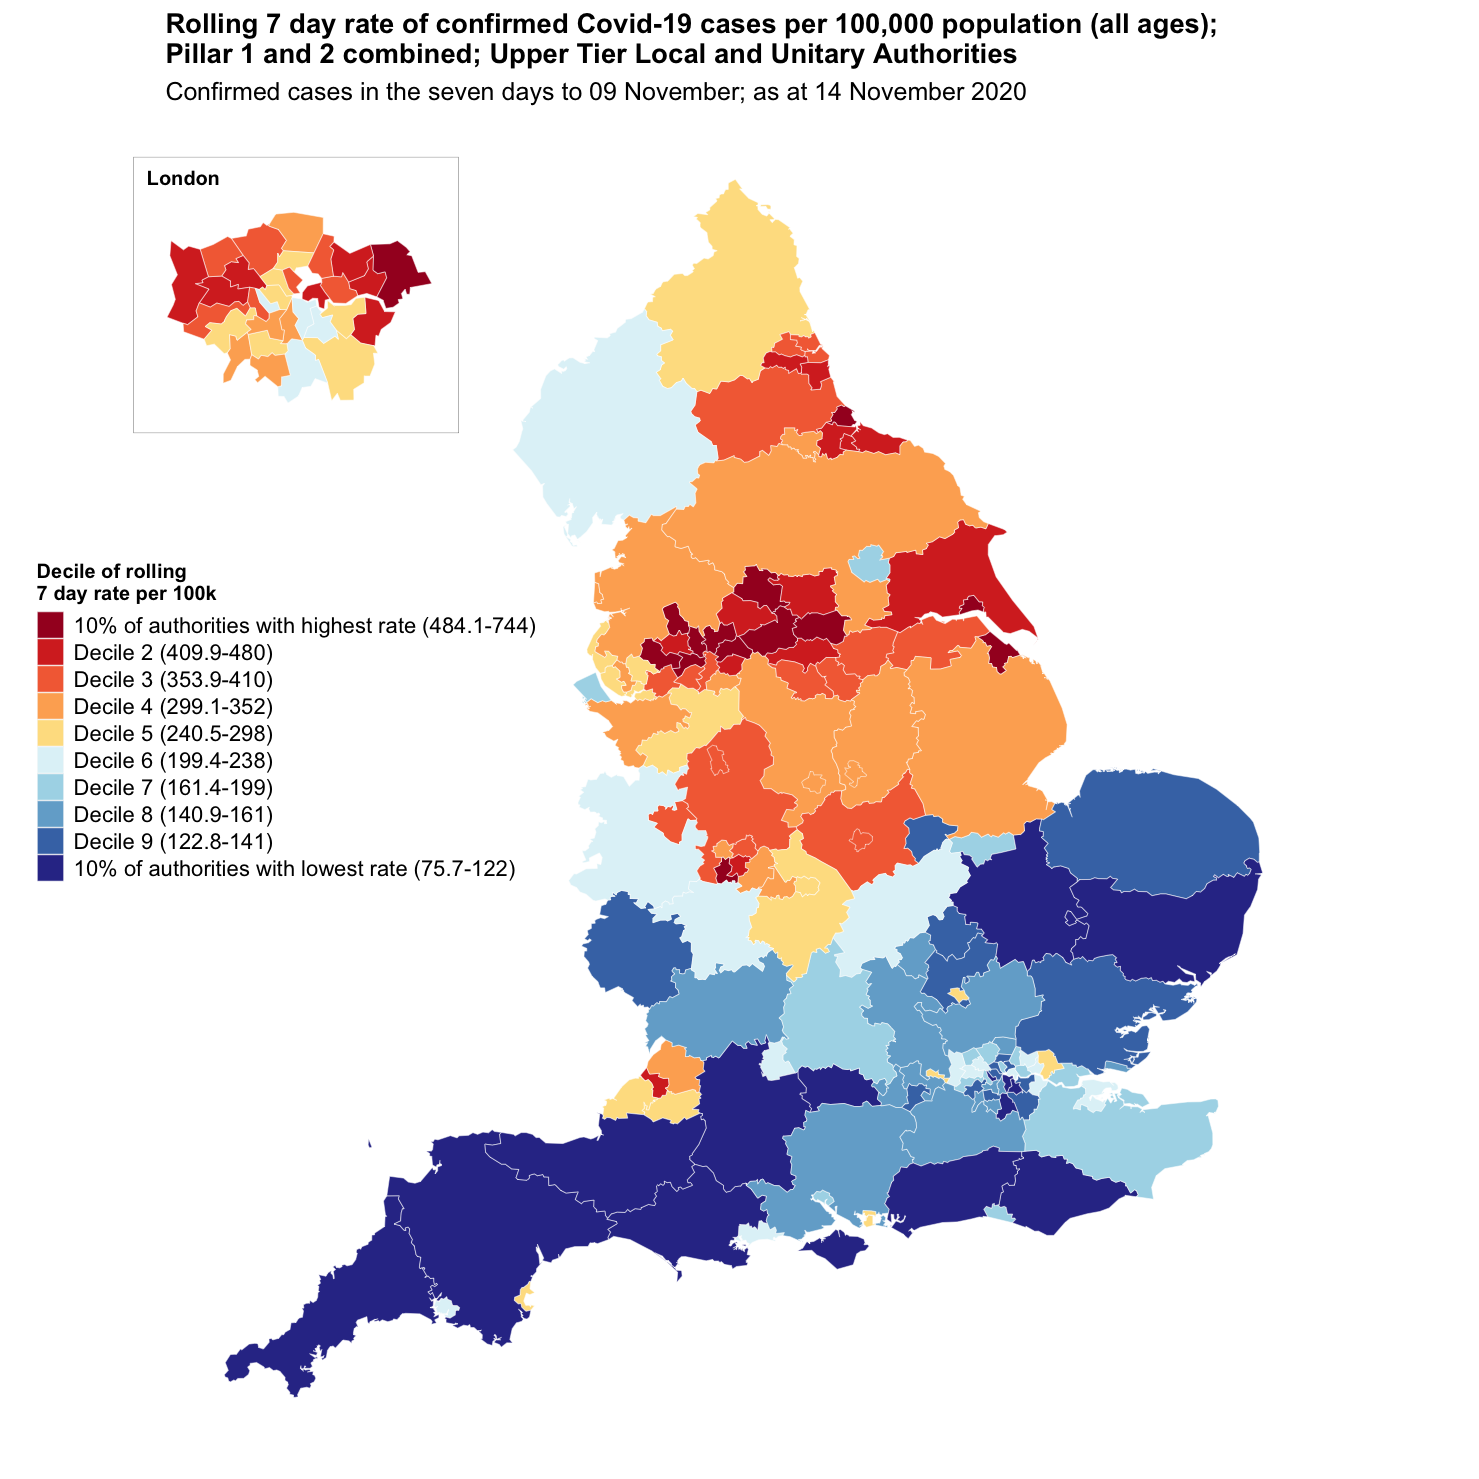 Rolling 7 day rate of confirmed Covid-19 cases per 100,000 population (all ages);
Pillar 1 and 2 combined; Upper Tier Local and Unitary Authorities
Confirmed cases in the seven days to 09 November; as at 14 November 2020
London
Decile of rolling
7 day rate per 100k
10% of authorities with highest rate (484.1-744)
Decile 2 (409.9-480)
Decile 3 (353.9-410)
Decile 4 (299.1-352)
Decile 5 (240.5-298)
Decile 6 (199.4-238)
Decile 7 (161.4-199)
Decile 8 (140.9-161)
Decile 9 (122.8-141)
10% of authorities with lowest rate (75.7-122)